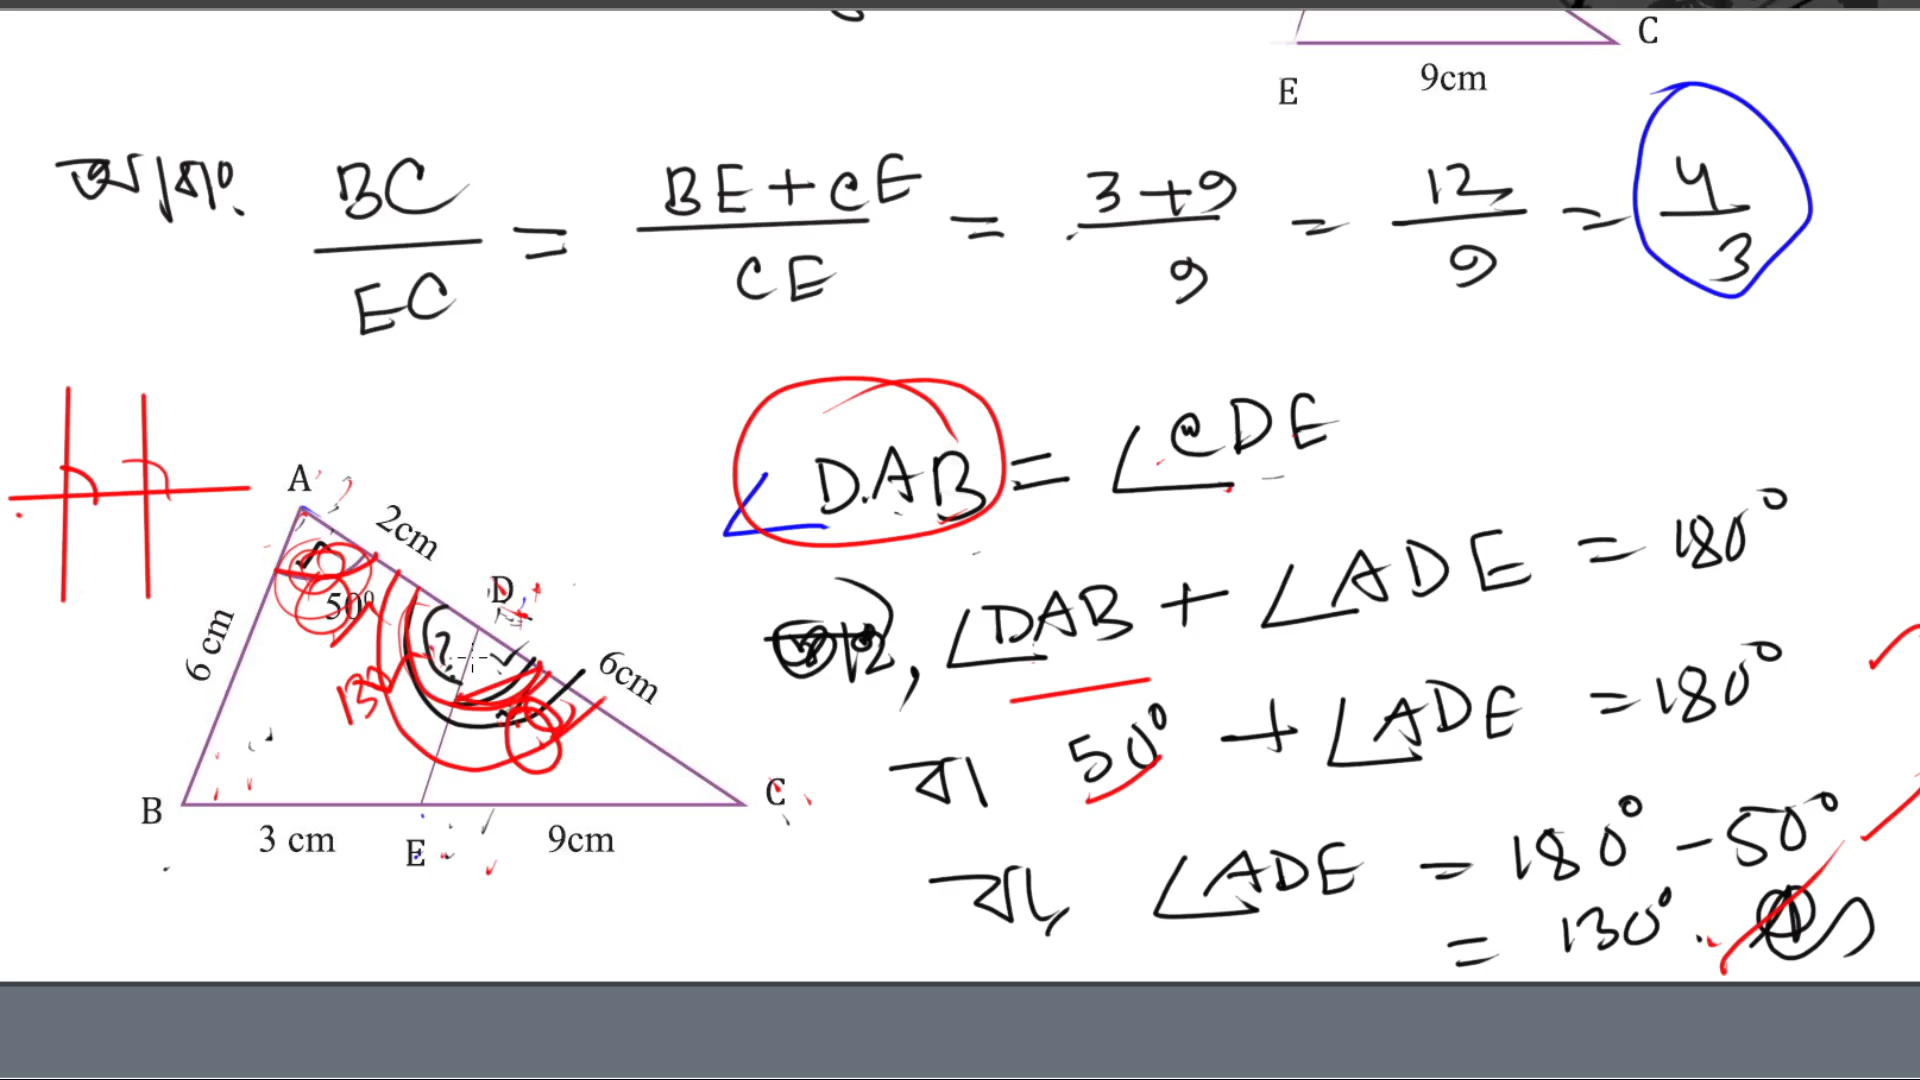 C
E
9cm
আবার. BC/EC = BE+CE/CE = 3+9/9 = 12/9 = 4/3
∠DAB = ∠CDE
A
2cm
D
50°
?
6 cm
6cm
130
B
3 cm
E
9cm
C
, ∠DAB + ∠ADE = 180°
বা 50° + ∠ADE = 180°
বা, ∠ADE = 180° - 50°
= 130°.